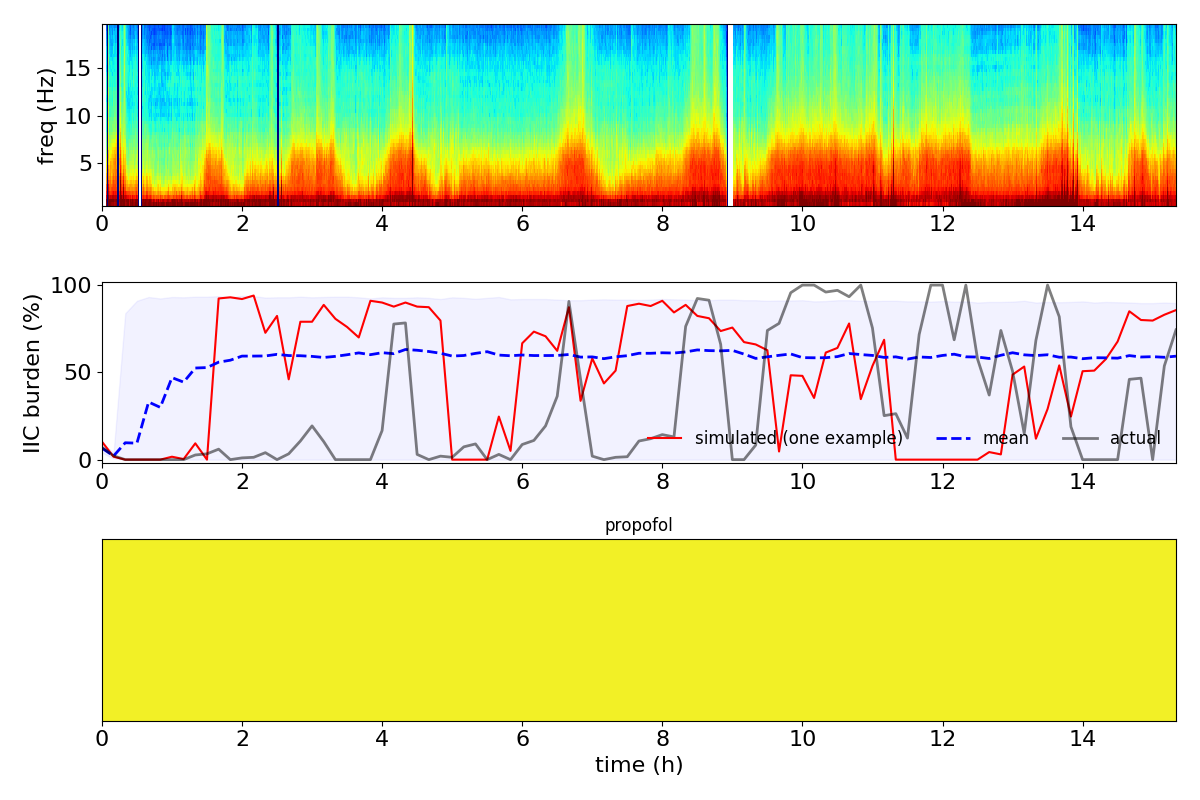 freq (Hz)
15
10
5
0 2 4 6 8 10 12 14
IIC burden (%)
100
50
0
simulated (one example) mean actual
0 2 4 6 8 10 12 14
propofol
0 2 4 6 8 10 12 14
time (h)